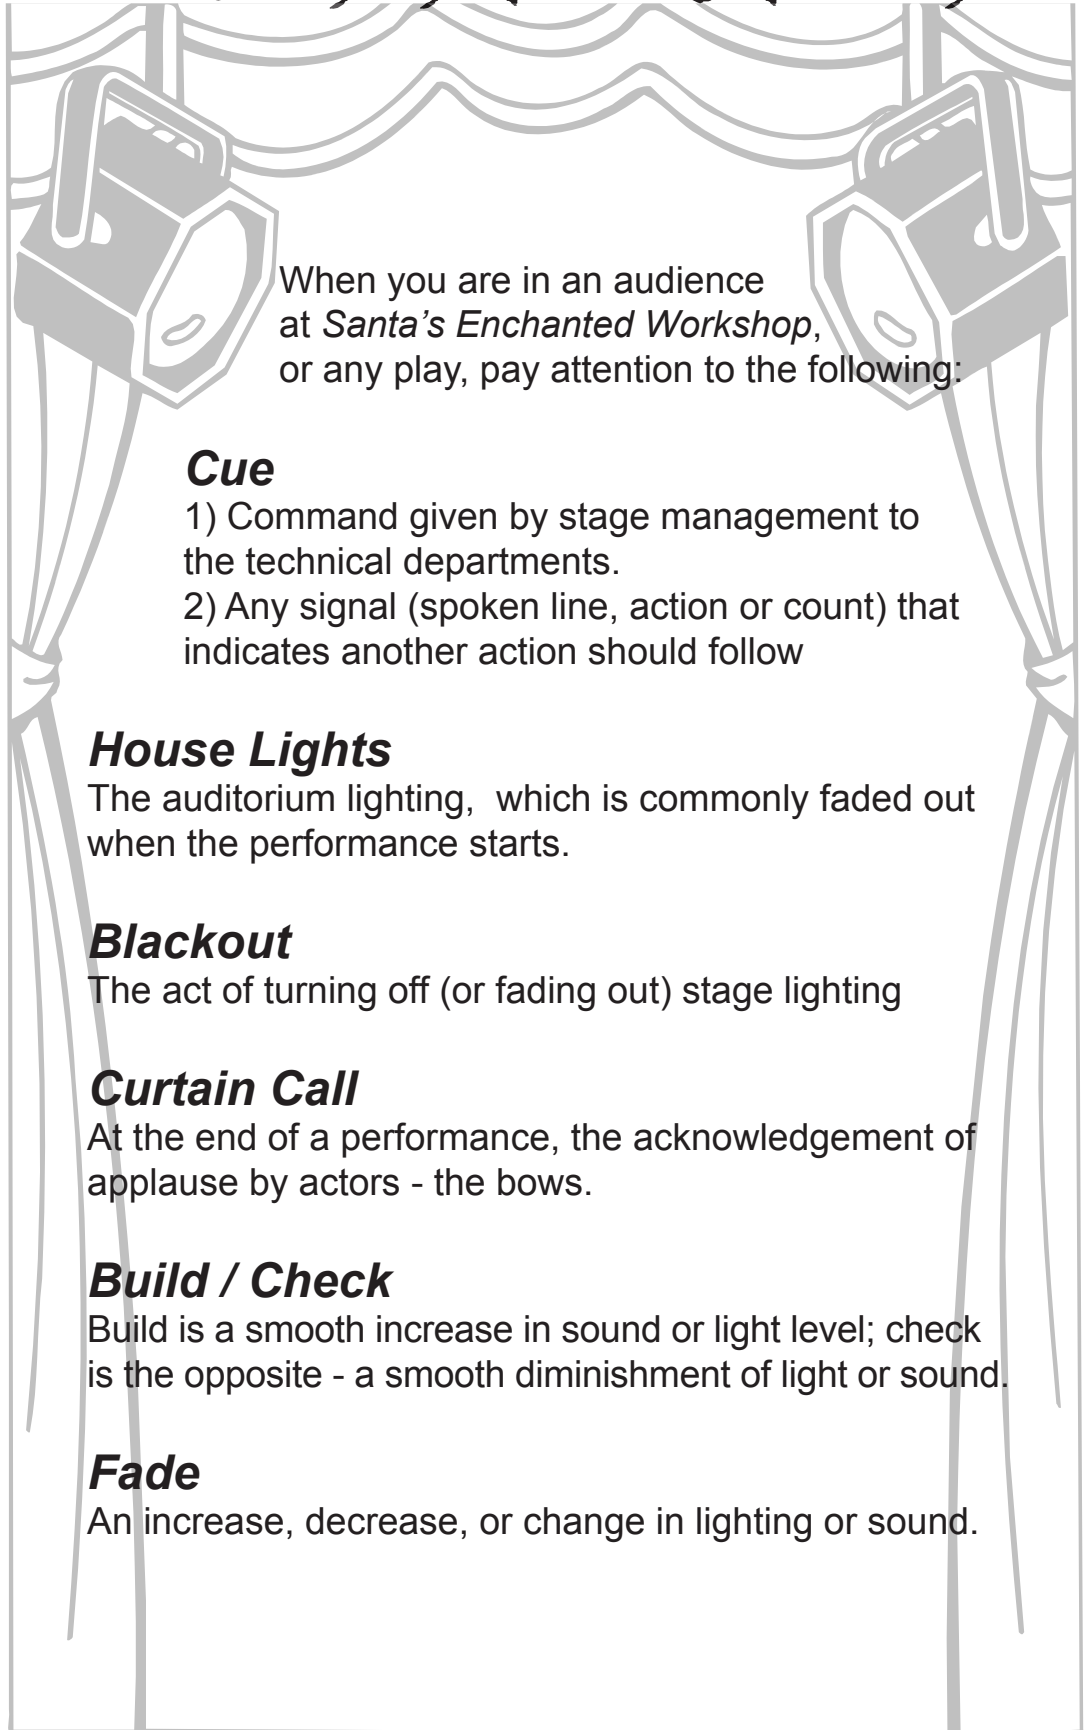 When you are in an audience
at Santa’s Enchanted Workshop,
or any play, pay attention to the following:
Cue
1) Command given by stage management to
the technical departments.
2) Any signal (spoken line, action or count) that
indicates another action should follow
House Lights
The auditorium lighting,  which is commonly faded out
when the performance starts.
Blackout
The act of turning off (or fading out) stage lighting
Curtain Call
At the end of a performance, the acknowledgement of
applause by actors - the bows.
Build / Check
Build is a smooth increase in sound or light level; check
is the opposite - a smooth diminishment of light or sound.
Fade
An increase, decrease, or change in lighting or sound.